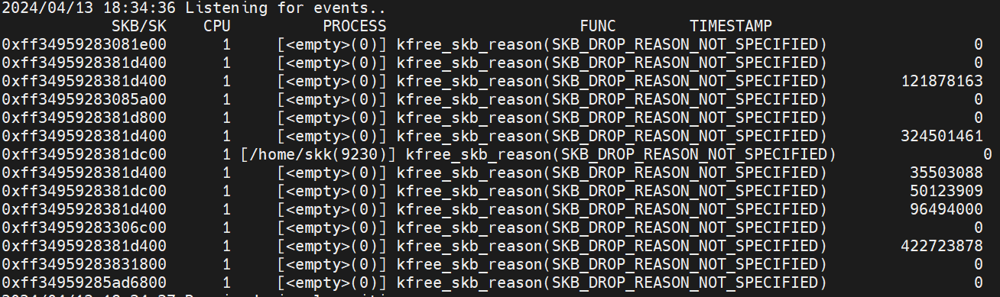 2024/04/13 18:34:36 Listening for events..
SKB/SK CPU PROCESS FUNC TIMESTAMP
0xff34959283081e00 1 [<empty>(0)] kfree_skb_reason(SKB_DROP_REASON_NOT_SPECIFIED) 0
0xff3495928381d400 1 [<empty>(0)] kfree_skb_reason(SKB_DROP_REASON_NOT_SPECIFIED) 0
0xff3495928381d400 1 [<empty>(0)] kfree_skb_reason(SKB_DROP_REASON_NOT_SPECIFIED) 121878163
0xff34959283085a00 1 [<empty>(0)] kfree_skb_reason(SKB_DROP_REASON_NOT_SPECIFIED) 0
0xff3495928381d800 1 [<empty>(0)] kfree_skb_reason(SKB_DROP_REASON_NOT_SPECIFIED) 0
0xff3495928381d400 1 [<empty>(0)] kfree_skb_reason(SKB_DROP_REASON_NOT_SPECIFIED) 324501461
0xff3495928381dc00 1 [/home/skk(9230)] kfree_skb_reason(SKB_DROP_REASON_NOT_SPECIFIED) 0
0xff3495928381d400 1 [<empty>(0)] kfree_skb_reason(SKB_DROP_REASON_NOT_SPECIFIED) 35503088
0xff3495928381dc00 1 [<empty>(0)] kfree_skb_reason(SKB_DROP_REASON_NOT_SPECIFIED) 50123909
0xff3495928381d400 1 [<empty>(0)] kfree_skb_reason(SKB_DROP_REASON_NOT_SPECIFIED) 96494000
0xff34959283306c00 1 [<empty>(0)] kfree_skb_reason(SKB_DROP_REASON_NOT_SPECIFIED) 0
0xff3495928381d400 1 [<empty>(0)] kfree_skb_reason(SKB_DROP_REASON_NOT_SPECIFIED) 422723878
0xff34959283831800 1 [<empty>(0)] kfree_skb_reason(SKB_DROP_REASON_NOT_SPECIFIED) 0
0xff34959285ad6800 1 [<empty>(0)] kfree_skb_reason(SKB_DROP_REASON_NOT_SPECIFIED) 0